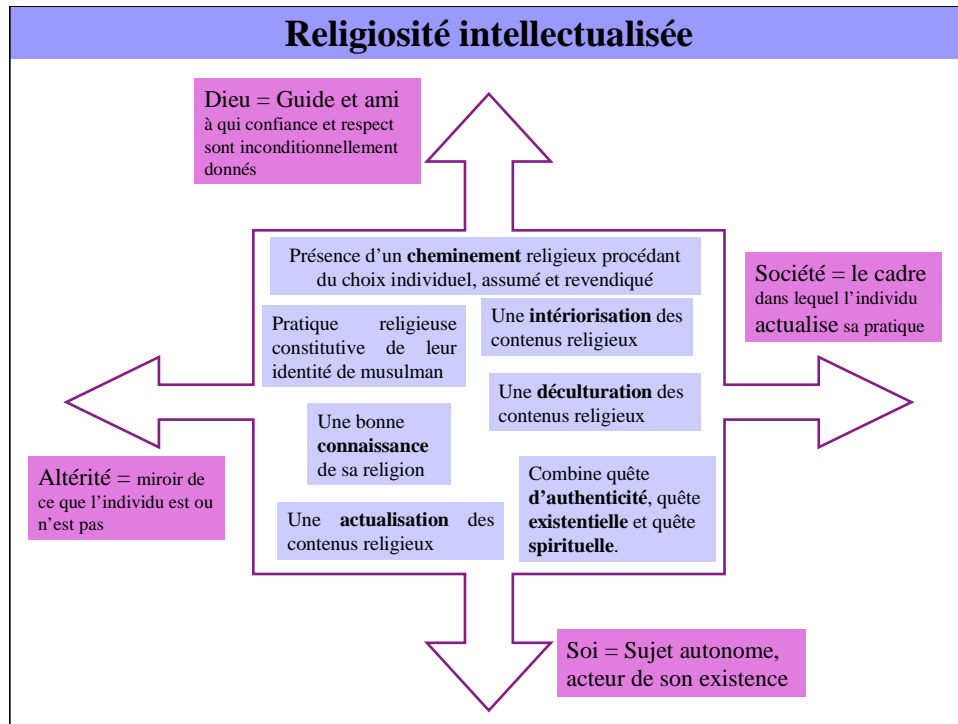 Religiosité intellectualisée
Dieu = Guide et ami
à qui confiance et respect
sont inconditionnellement
donnés
Présence d’un cheminement religieux procédant
du choix individuel, assumé et revendiqué
Société = le cadre
dans lequel l’individu
actualise sa pratique
Pratique religieuse
constitutive de leur
identité de musulman
Une intériorisation des
contenus religieux
Une déculturation des
contenus religieux
Une bonne
connaissance
de sa religion
Altérité = miroir de
ce que l’individu est ou
n’est pas
Combine quête
d’authenticité, quête
existentielle et quête
spirituelle.
Une actualisation des
contenus religieux
Soi = Sujet autonome,
acteur de son existence